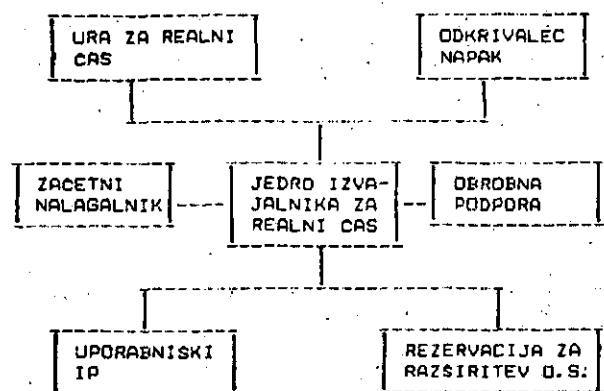 URA ZA REALNI
CAS
ODKRIVALEC
NAPAK
ZACETNI
NALAGALNIK
JEDRO IZVA-
JALNIKA ZA
REALNI CAS
OBROBNA
PODPORA
UPORABNISKI
IP
REZERVACIJA ZA
RAZSIRITEV O.S.